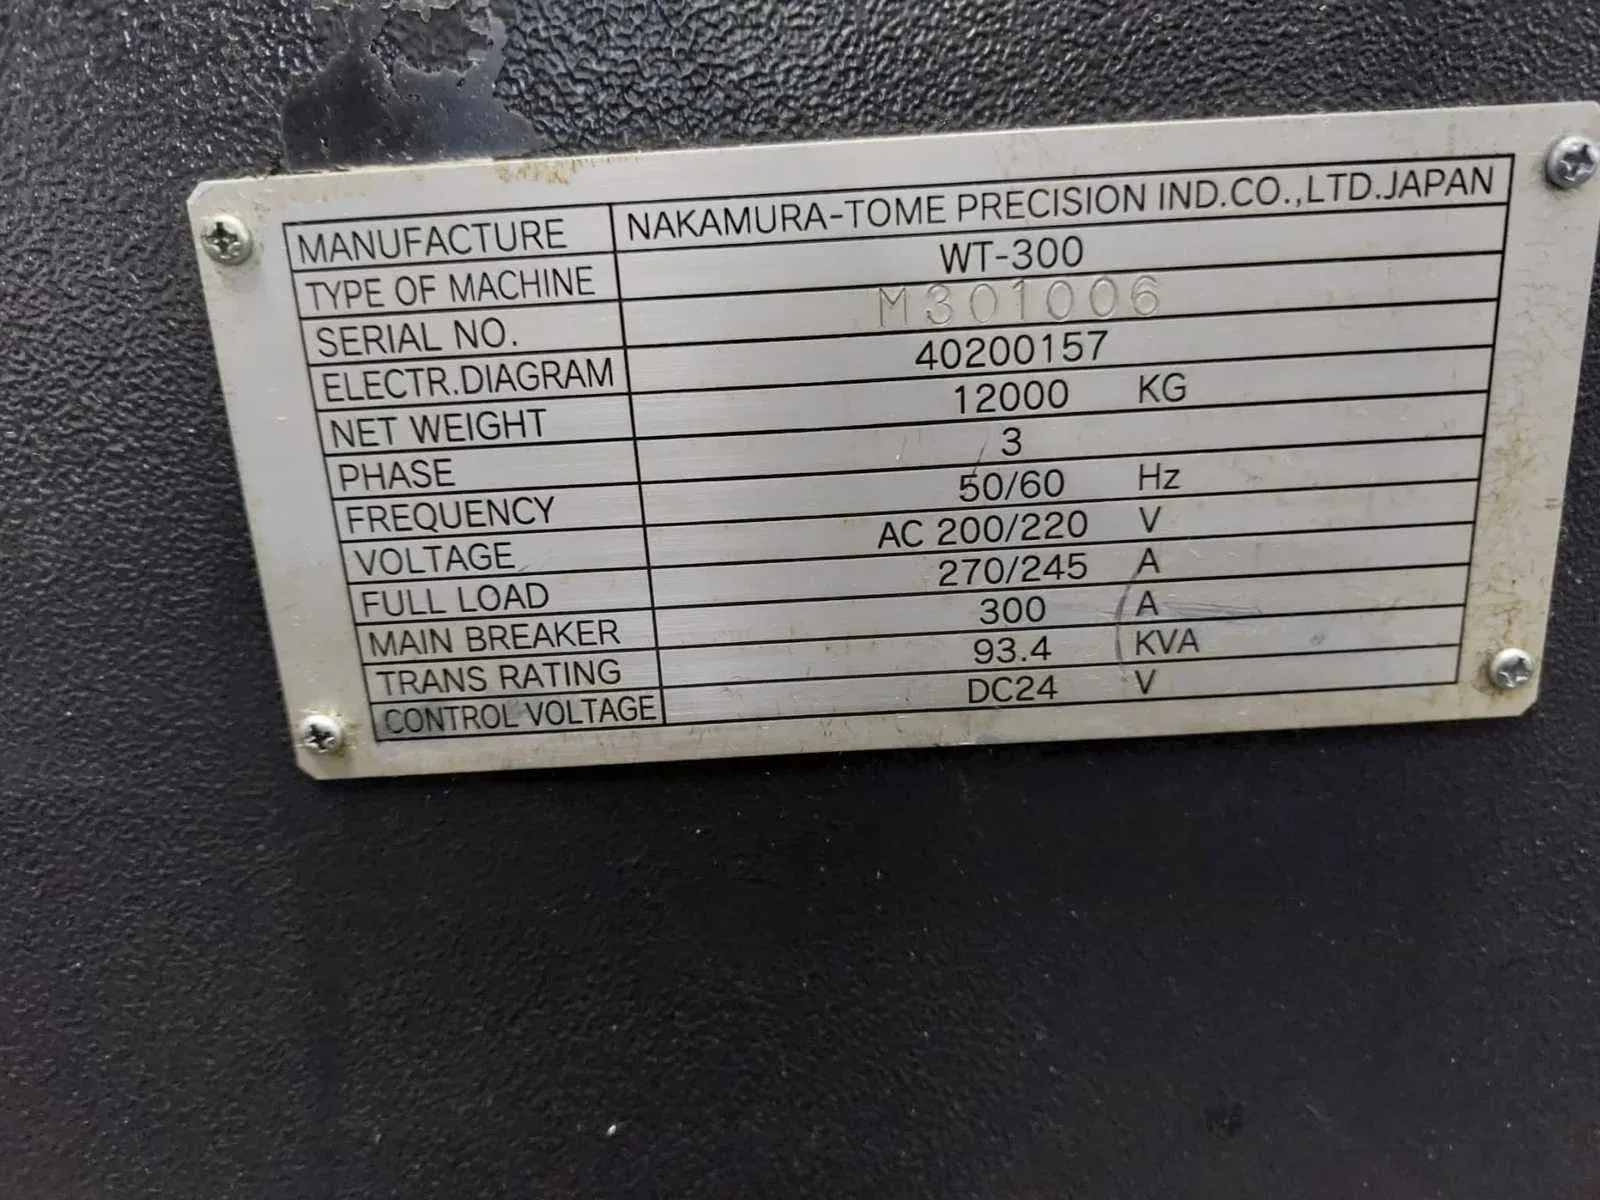 MANUFACTURE NAKAMURA-TOME PRECISION IND.CO.,LTD.JAPAN
TYPE OF MACHINE WT-300
SERIAL NO. M301006
ELECTR.DIAGRAM 40200157
NET WEIGHT 12000 KG
PHASE 3
FREQUENCY 50/60 Hz
VOLTAGE AC 200/220 V
FULL LOAD 270/245 A
MAIN BREAKER 300 A
TRANS RATING 93.4 KVA
CONTROL VOLTAGE DC24 V